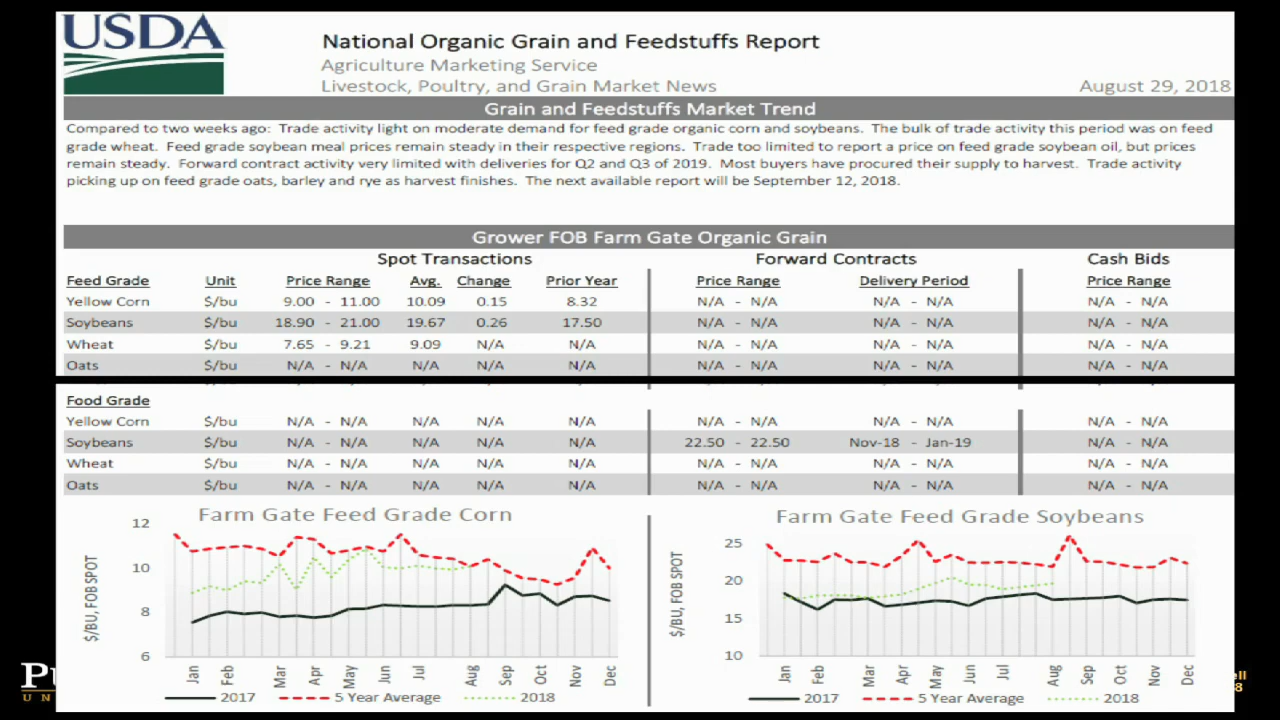 USDA
National Organic Grain and Feedstuffs Report
Agriculture Marketing Service
Livestock, Poultry, and Grain Market News August 29, 2018
Grain and Feedstuffs Market Trend
Compared to two weeks ago: Trade activity light on moderate demand for feed grade organic corn and soybeans. The bulk of trade activity this period was on feed
grade wheat. Feed grade soybean meal prices remain steady in their respective regions. Trade too limited to report a price on feed grade soybean oil, but prices
remain steady. Forward contract activity very limited with deliveries for Q2 and Q3 of 2019. Most buyers have procured their supply to harvest. Trade activity
picking up on feed grade oats, barley and rye as harvest finishes. The next available report will be September 12, 2018.
Grower FOB Farm Gate Organic Grain
Spot Transactions Forward Contracts Cash Bids
Feed Grade Unit Price Range Avg. Change Prior Year Price Range Delivery Period Price Range
Yellow Corn $/bu 9.00 - 11.00 10.09 0.15 8.32 N/A - N/A N/A - N/A N/A - N/A
Soybeans $/bu 18.90 - 21.00 19.67 0.26 17.50 N/A - N/A N/A - N/A N/A - N/A
Wheat $/bu 7.65 - 9.21 9.09 N/A N/A N/A - N/A N/A - N/A N/A - N/A
Oats $/bu N/A - N/A N/A N/A N/A N/A - N/A N/A - N/A N/A - N/A
Food Grade
Yellow Corn $/bu N/A - N/A N/A N/A N/A N/A - N/A N/A - N/A N/A - N/A
Soybeans $/bu N/A - N/A N/A N/A N/A 22.50 - 22.50 Nov-18 - Jan-19 N/A - N/A
Wheat $/bu N/A - N/A N/A N/A N/A N/A - N/A N/A - N/A N/A - N/A
Oats $/bu N/A - N/A N/A N/A N/A N/A - N/A N/A - N/A N/A - N/A
Farm Gate Feed Grade Corn
12
10
8
6
$/BU, FOB SPOT
Jan Feb Mar Apr May Jun Jul Aug Sep Oct Nov Dec
2017 5 Year Average 2018
Farm Gate Feed Grade Soybeans
25
20
15
10
$/BU, FOB SPOT
Jan Feb Mar Apr May Jun Jul Aug Sep Oct Nov Dec
2017 5 Year Average 2018